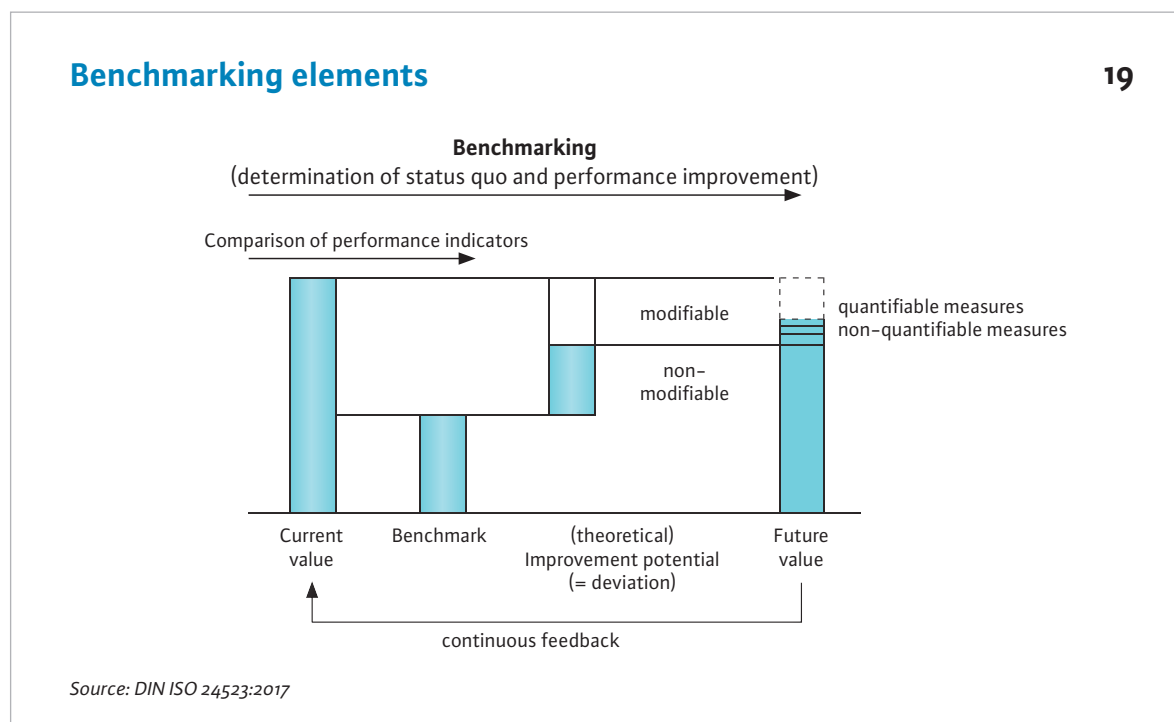 Benchmarking elements
19
Benchmarking
(determination of status quo and performance improvement)
Comparison of performance indicators
modifiable
quantifiable measures
non-quantifiable measures
non-
modifiable
Current
value
Benchmark
(theoretical)
Improvement potential
(= deviation)
Future
value
continuous feedback
Source: DIN ISO 24523:2017